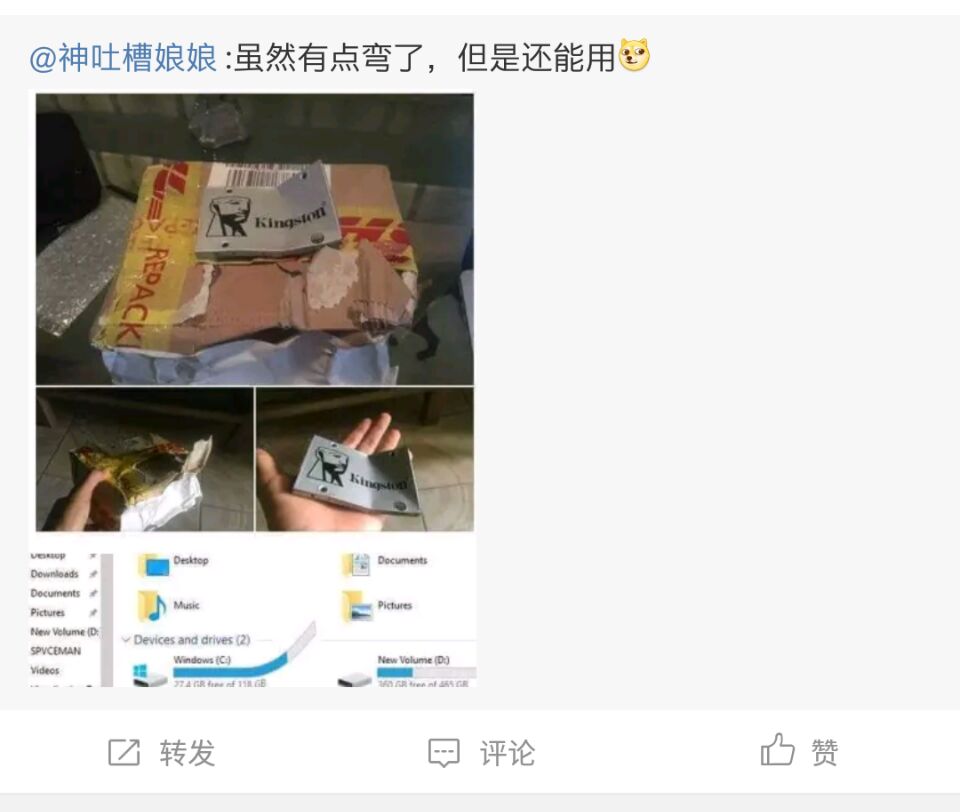 @神吐槽娘娘 :虽然有点弯了，但是还能用
REPACK
Kingston
Kingston
Desktop
Downloads
Documents
Pictures
New Volume (D:
SPVCEMAN
Videos
Desktop
Documents
Music
Pictures
Devices and drives (2)
Windows (C:)
27.4 GB free of 118 GB
New Volume (D:)
360 GB free of 465 GB
转发
评论
赞